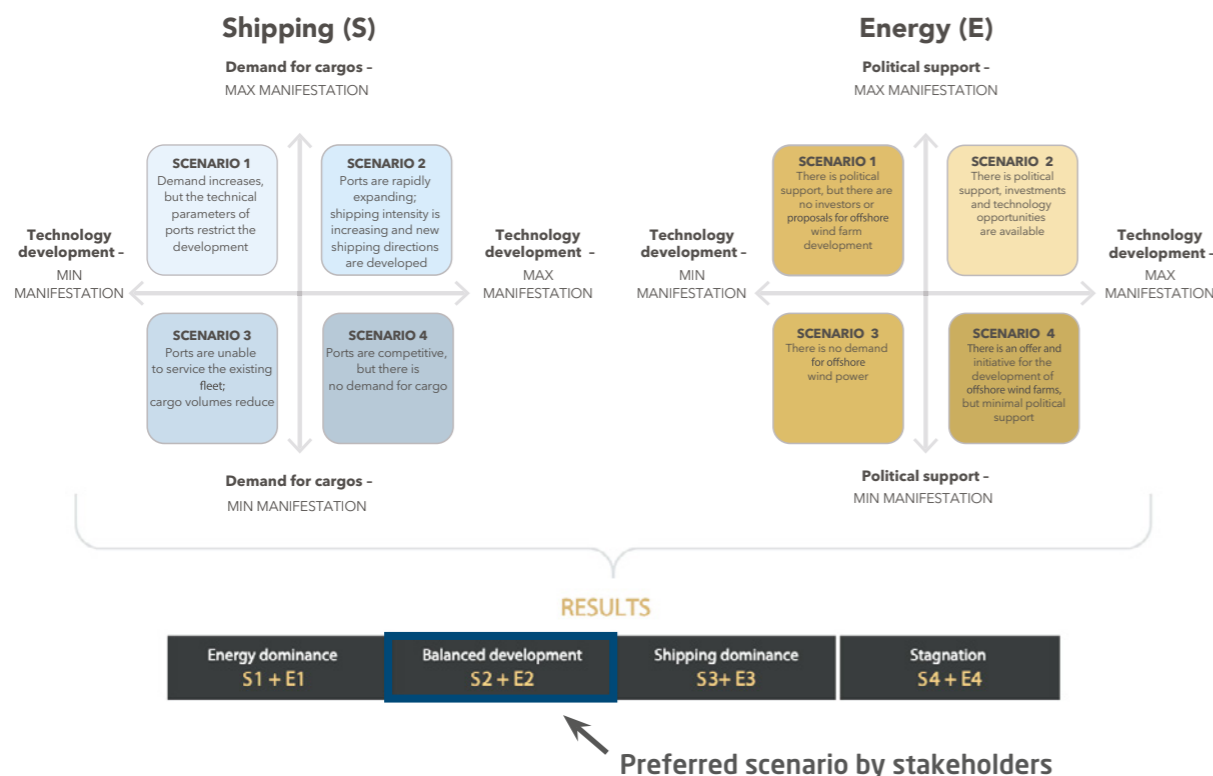 Shipping (S)
Demand for cargos –
MAX MANIFESTATION
SCENARIO 1
Demand increases,
but the technical
parameters of
ports restrict the
development
SCENARIO 2
Ports are rapidly
expanding;
shipping intensity is
increasing and new
shipping directions
are developed
Technology
development –
MIN
MANIFESTATION
Technology
development –
MAX
MANIFESTATION
SCENARIO 3
Ports are unable
to service the existing
fleet;
cargo volumes reduce
SCENARIO 4
Ports are competitive,
but there is
no demand for cargo
Demand for cargos –
MIN MANIFESTATION
Energy (E)
Political support –
MAX MANIFESTATION
SCENARIO 1
There is political
support, but there are
no investors or
proposals for offshore
wind farm
development
SCENARIO 2
There is political
support, investments
and technology
opportunities
are available
Technology
development –
MIN
MANIFESTATION
Technology
development –
MAX
MANIFESTATION
SCENARIO 3
There is no demand
for offshore
wind power
SCENARIO 4
There is an offer and
initiative for the
development of
offshore wind farms,
but minimal political
support
Political support –
MIN MANIFESTATION
RESULTS
Energy dominance
S1 + E1
Balanced development
S2 + E2
Shipping dominance
S3+ E3
Stagnation
S4 + E4
Preferred scenario by stakeholders